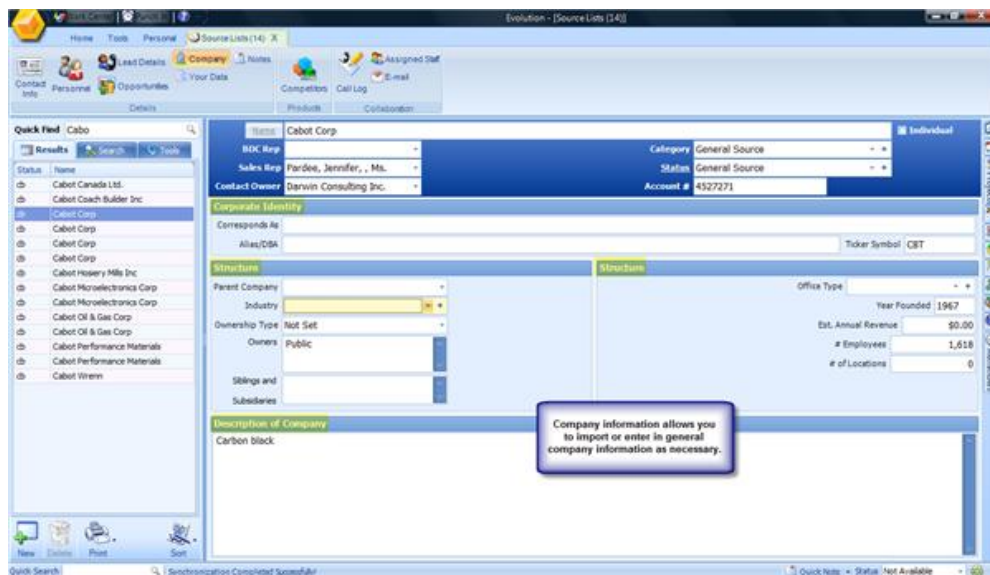 Evolution - [Source Lists (14)]
Home Tools Personal Source Lists (14) X
Contact Info
Personnel
Lead Details
Opportunities
Company
Your Data
Notes
Details
Competitors
Products
Call Log
Assigned Staff
E-mail
Collaboration
Quick Find Cabo
Results Search Tools
Status Name
Cabot Canada Ltd.
Cabot Coach Builder Inc
Cabot Corp
Cabot Corp
Cabot Corp
Cabot Corp
Cabot Hosiery Mills Inc
Cabot Microelectronics Corp
Cabot Microelectronics Corp
Cabot Oil & Gas Corp
Cabot Oil & Gas Corp
Cabot Performance Materials
Cabot Performance Materials
Cabot Wrenn
New Delete Print Sort
Name Cabot Corp Individual
BDC Rep Category General Source
Sales Rep Pardee, Jennifer, , Ms. Status General Source
Contact Owner Darwin Consulting Inc. Account # 4527271
Corporate Identity
Corresponds As
Alias/DBA Ticker Symbol CBT
Structure Structure
Parent Company Office Type
Industry Year Founded 1967
Ownership Type Not Set Est. Annual Revenue $0.00
Owners Public # Employees 1,618
# of Locations 0
Siblings and
Subsidaries
Description of Company
Carbon black
Company information allows you
to import or enter in general
company information as necessary.
Quick Search Synchronization Completed Successfully! Quick Note Status Not Available